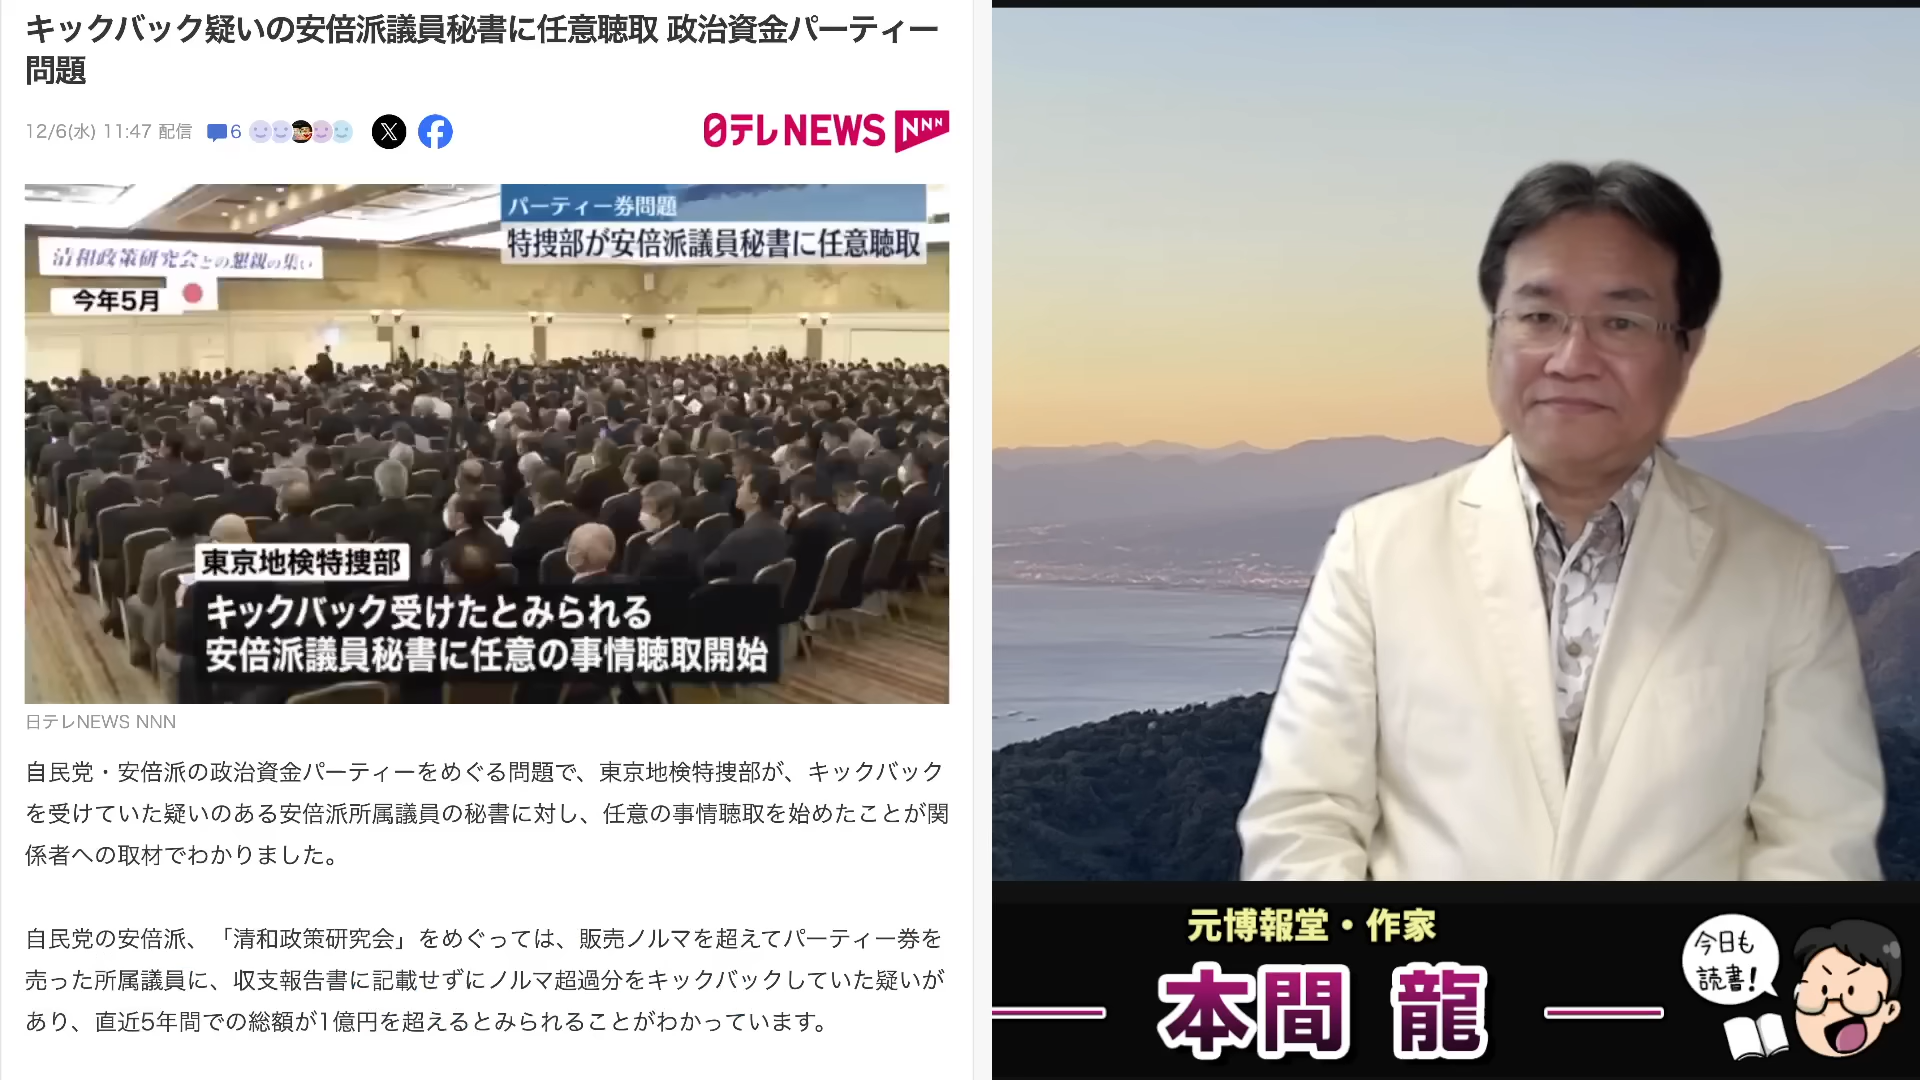 キックバック疑いの安倍派議員秘書に任意聴取 政治資金パーティー
問題
12/6(水) 11:47 配信
6
日テレNEWS NNN
パーティー券問題
特捜部が安倍派議員秘書に任意聴取
清和政策研究会との懇親の集い
今年5月
東京地検特捜部
キックバック受けたとみられる
安倍派議員秘書に任意の事情聴取開始
日テレNEWS NNN
自民党・安倍派の政治資金パーティーをめぐる問題で、東京地検特捜部が、キックバック
を受けていた疑いのある安倍派所属議員の秘書に対し、任意の事情聴取を始めたことが関
係者への取材でわかりました。
自民党の安倍派、「清和政策研究会」をめぐっては、販売ノルマを超えてパーティー券を
売った所属議員に、収支報告書に記載せずにノルマ超過分をキックバックしていた疑いが
あり、直近5年間での総額が1億円を超えるとみられることがわかっています。
元博報堂・作家
本間 龍
今日も
読書!